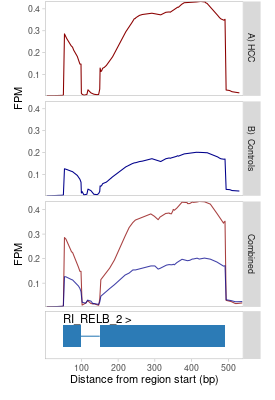 0.4
0.3
0.2
0.1
A) HCC
FPM
0.4
0.3
0.2
0.1
B) Controls
0.4
0.3
0.2
0.1
FPM
Combined
RI_RELB_2 >
100
200
300
400
500
Distance from region start (bp)